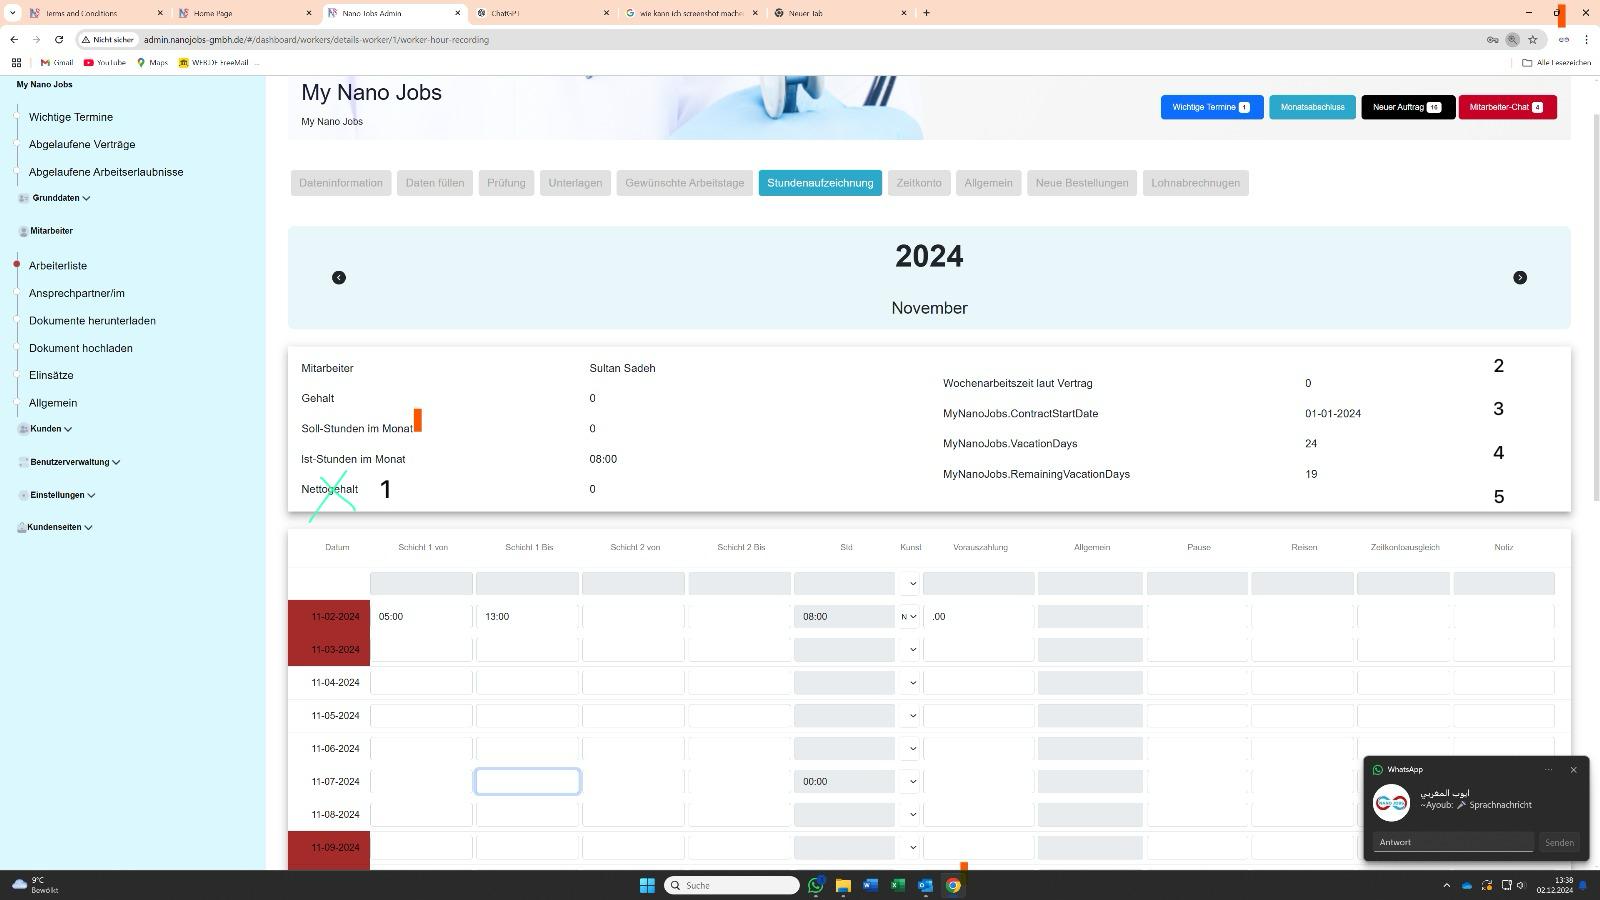 Terms and Conditions
Home Page
Nano Jobs Admin
ChatGPT
wie kann ich screenshot mache
Neuer Tab
Nicht sicher
admin.nanojobs-gmbh.de/#/dashboard/workers/details-worker/1/worker-hour-recording
Gmail
YouTube
Maps
WEB.DE FreeMail ...
Alle Lesezeichen
My Nano Jobs
Wichtige Termine
Abgelaufene Verträge
Abgelaufene Arbeitserlaubnisse
Grunddaten
Mitarbeiter
Arbeiterliste
Ansprechpartner/im
Dokumente herunterladen
Dokument hochladen
Elinsätze
Allgemein
Kunden
Benutzerverwaltung
Einstellungen
Kundenseiten
My Nano Jobs
My Nano Jobs
Wichtige Termine 1
Monatsabschluss
Neuer Auftrag 16
Mitarbeiter-Chat 4
Dateninformation
Daten füllen
Prüfung
Unterlagen
Gewünschte Arbeitstage
Stundenaufzeichnung
Zeitkonto
Allgemein
Neue Bestellungen
Lohnabrechnugen
2024
November
Mitarbeiter Sultan Sadeh
Gehalt 0
Soll-Stunden im Monat 0
Ist-Stunden im Monat 08:00
Nettogehalt 1 0
Wochenarbeitszeit laut Vertrag 0
MyNanoJobs.ContractStartDate 01-01-2024
MyNanoJobs.VacationDays 24
MyNanoJobs.RemainingVacationDays 19
2
3
4
5
Datum Schicht 1 von Schicht 1 Bis Schicht 2 von Schicht 2 Bis Std Kunst Vorauszahlung Allgemein Pause Reisen Zeitkontoausgleich Notiz
11-02-2024 05:00 13:00 08:00 N .00
11-03-2024
11-04-2024
11-05-2024
11-06-2024
11-07-2024 00:00
11-08-2024
11-09-2024
WhatsApp
ايوب المغربي
~Ayoub: Sprachnachricht
Antwort
Senden
9°C
Bewölkt
Suche
13:38
02.12.2024